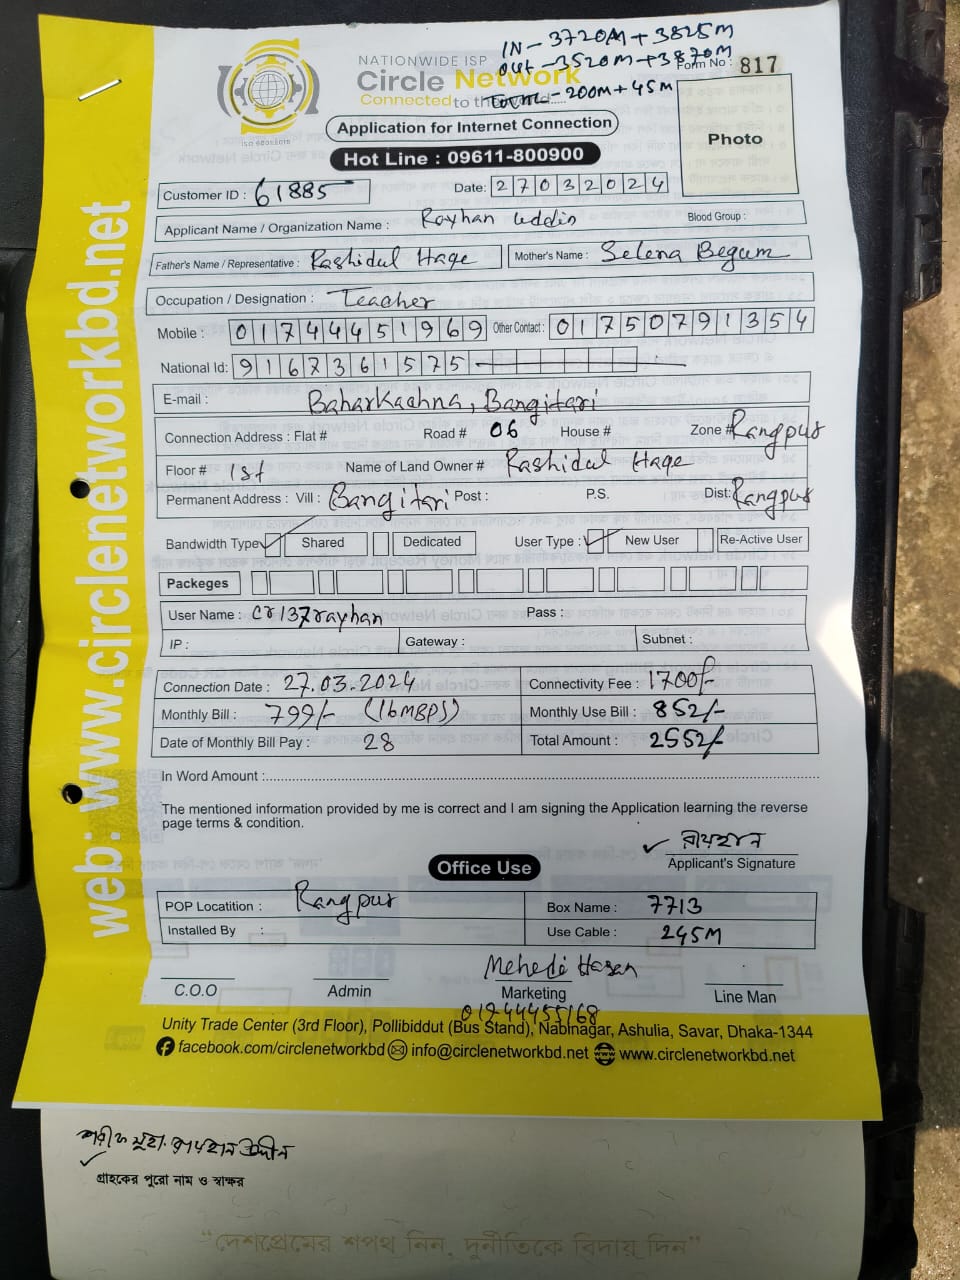 IN - 3720M + 3825M
out - 3520M + 3870M
Total - 200M + 45M
NATIONWIDE ISP
Circle Network
Connected to the
ISO 9001:2015
Form No : 817
Photo
Application for Internet Connection
Hot Line : 09611-800900
Customer ID : 61885
Date: 27032024
Applicant Name / Organization Name : Rayhan Uddin
Blood Group :
Father's Name / Representative : Rashidul Haqe
Mother's Name : Selena Begum
Occupation / Designation : Teacher
Mobile : 01744451969 Other Contact : 01750791354
National Id: 9167361575
E-mail :
Baharkachna, Bangitari
Connection Address : Flat # Road # 06 House # Zone # Rangpur
Floor # 1st Name of Land Owner # Rashidul Haqe
Permanent Address : Vill : Bangitari Post : P.S. Dist: Rangpur
Bandwidth Type ✓ Shared Dedicated User Type : ✓ New User Re-Active User
Packeges
User Name : cr137rayhan Pass :
IP : Gateway : Subnet :
Connection Date : 27.03.2024 Connectivity Fee : 1700/-
Monthly Bill : 799/- (16MBPS) Monthly Use Bill : 852/-
Date of Monthly Bill Pay : 28 Total Amount : 2552/-
In Word Amount :
The mentioned information provided by me is correct and I am signing the Application learning the reverse
page terms & condition.
✓ রায়হান
Applicant's Signature
Office Use
POP Locatition : Rangpur Box Name : 7713
Installed By : Use Cable : 245M
Mehedi Hasan
C.O.O Admin Marketing Line Man
01744455168
Unity Trade Center (3rd Floor), Pollibiddut (Bus Stand), Nabinagar, Ashulia, Savar, Dhaka-1344
facebook.com/circlenetworkbd info@circlenetworkbd.net www.circlenetworkbd.net
web: www.circlenetworkbd.net
শরীফ মুহা. রায়হান উদ্দীন
গ্রাহকের পুরো নাম ও স্বাক্ষর
"দেশপ্রেমের শপথ নিন, দুর্নীতিকে বিদায় দিন"